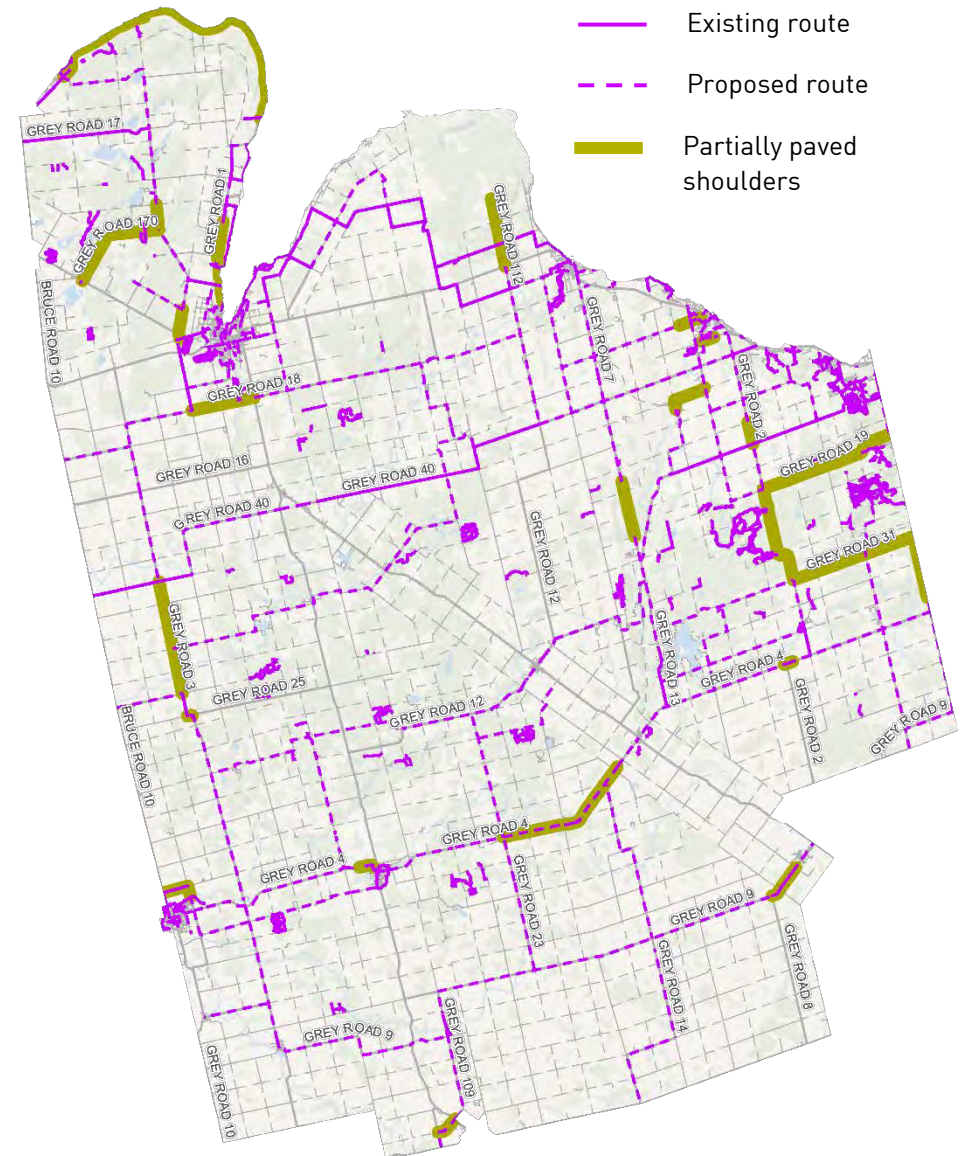 Existing route
Proposed route
Partially paved
shoulders
GREY ROAD 17
GREY ROAD 1
GREY ROAD 170
GREY ROAD 112
BRUCE ROAD 10
GREY ROAD 7
GREY ROAD 18
GREY ROAD 2
GREY ROAD 19
GREY ROAD 16
GREY ROAD 40
GREY ROAD 40
GREY ROAD 12
GREY ROAD 31
GREY ROAD 3
GREY ROAD 13
GREY ROAD 4
GREY ROAD 25
GREY ROAD 12
BRUCE ROAD 10
GREY ROAD 2
GREY ROAD 9
GREY ROAD 4
GREY ROAD 4
GREY ROAD 23
GREY ROAD 9
GREY ROAD 14
GREY ROAD 8
GREY ROAD 9
GREY ROAD 109
GREY ROAD 10